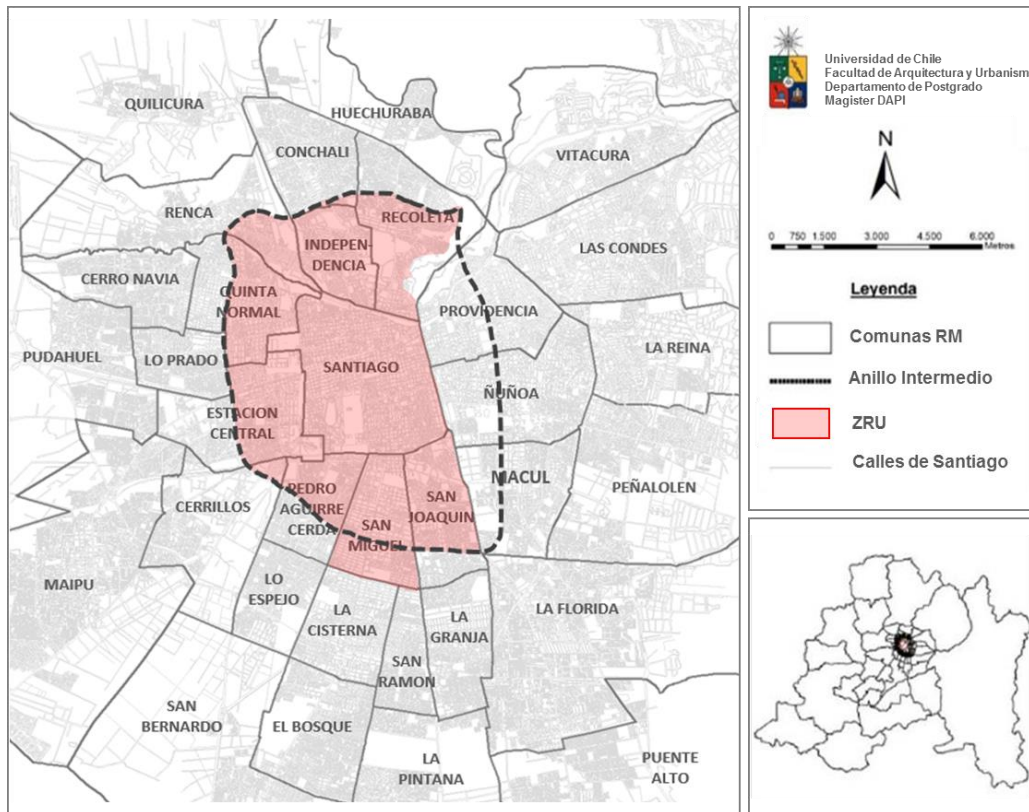 QUILICURA
HUECHURABA
CONCHALI
VITACURA
RENCA
RECOLETA
INDEPEN-
DENCIA
LAS CONDES
CERRO NAVIA
QUINTA
NORMAL
PROVIDENCIA
PUDAHUEL
LO PRADO
SANTIAGO
LA REINA
ÑUÑOA
ESTACION
CENTRAL
MACUL
PEDRO
AGUIRRE
CERDA
SAN
JOAQUIN
PEÑALOLEN
CERRILLOS
SAN
MIGUEL
MAIPU
LO
ESPEJO
LA
CISTERNA
LA
GRANJA
LA FLORIDA
SAN
RAMON
SAN
BERNARDO
EL BOSQUE
LA
PINTANA
PUENTE
ALTO
Universidad de Chile
Facultad de Arquitectura y Urbanism
Departamento de Postgrado
Magister DAPI
N
0 750 1.500 3.000 4.500 6.000
Metros
Leyenda
Comunas RM
Anillo Intermedio
ZRU
Calles de Santiago